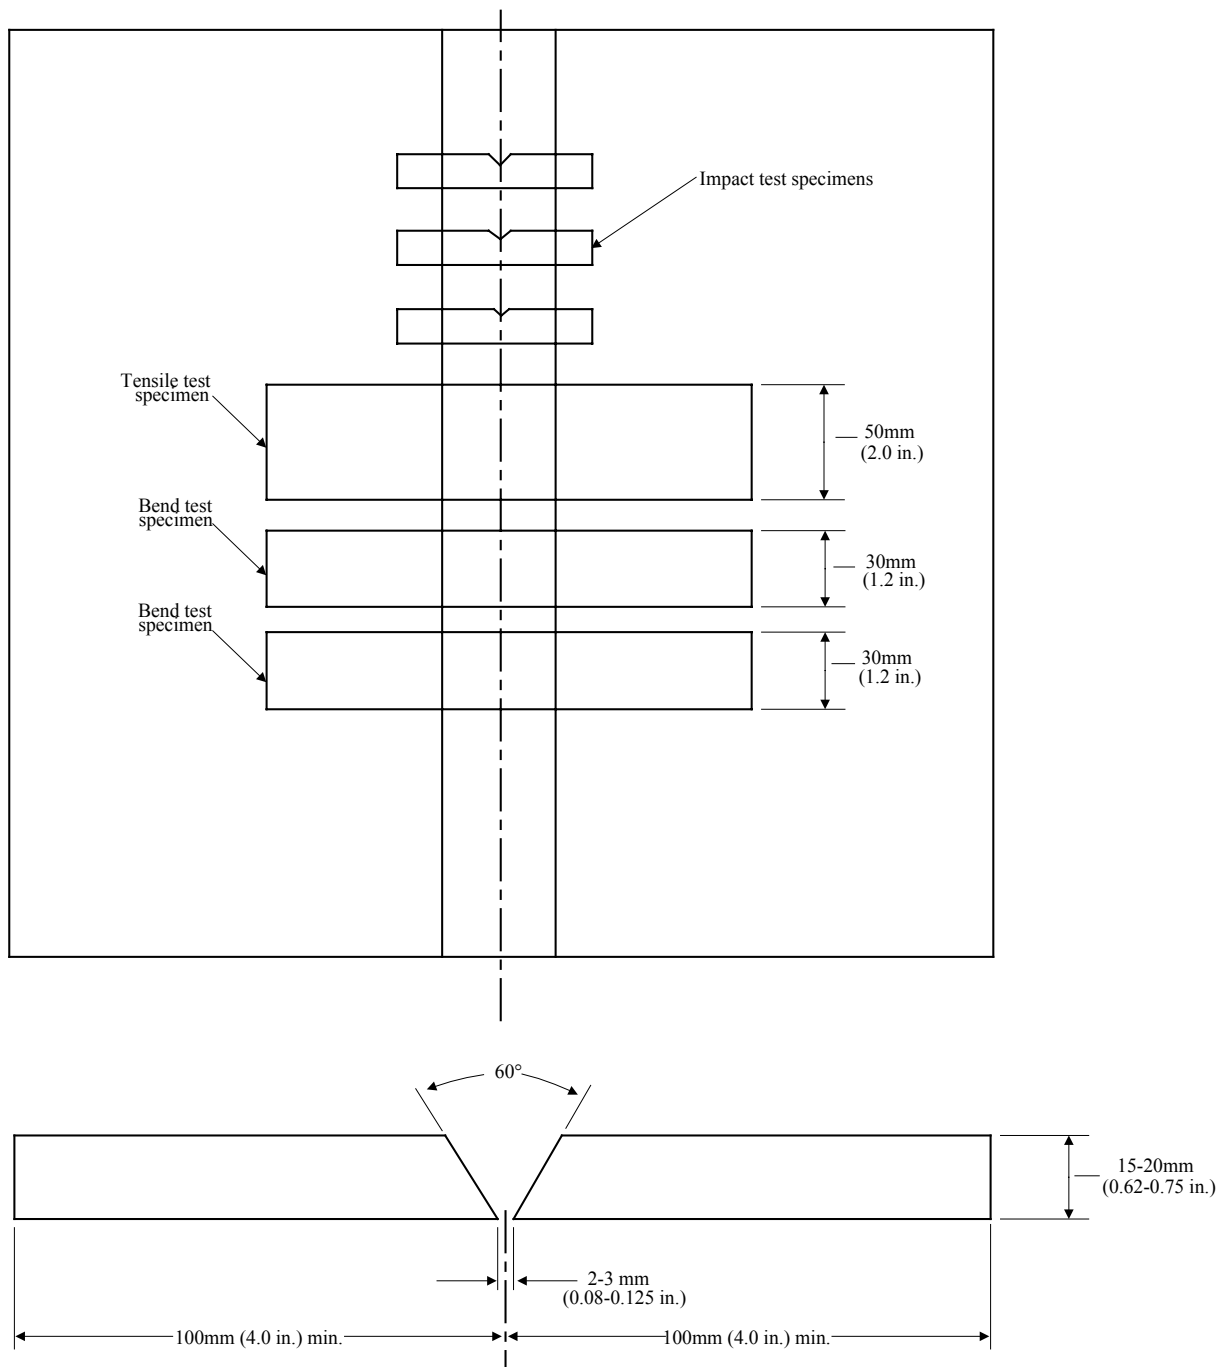 Impact test specimens
Tensile test
specimen
50mm
(2.0 in.)
Bend test
specimen
30mm
(1.2 in.)
Bend test
specimen
30mm
(1.2 in.)
60°
15-20mm
(0.62-0.75 in.)
2-3 mm
(0.08-0.125 in.)
100mm (4.0 in.) min.
100mm (4.0 in.) min.